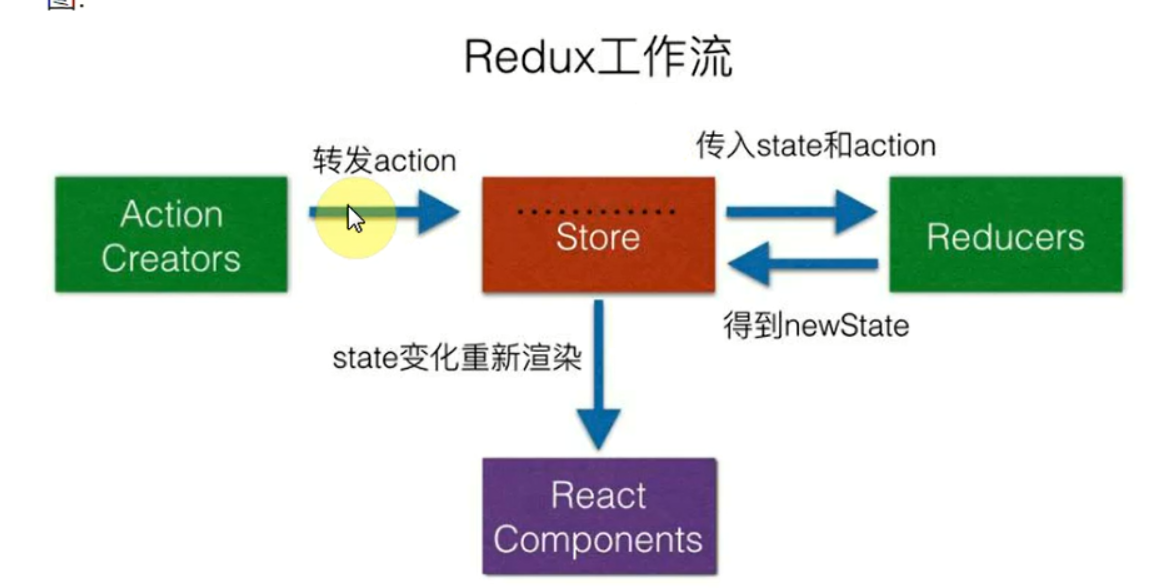 图:
Redux工作流
转发action
传入state和action
Action
Creators
Store
Reducers
得到newState
state变化重新渲染
React
Components